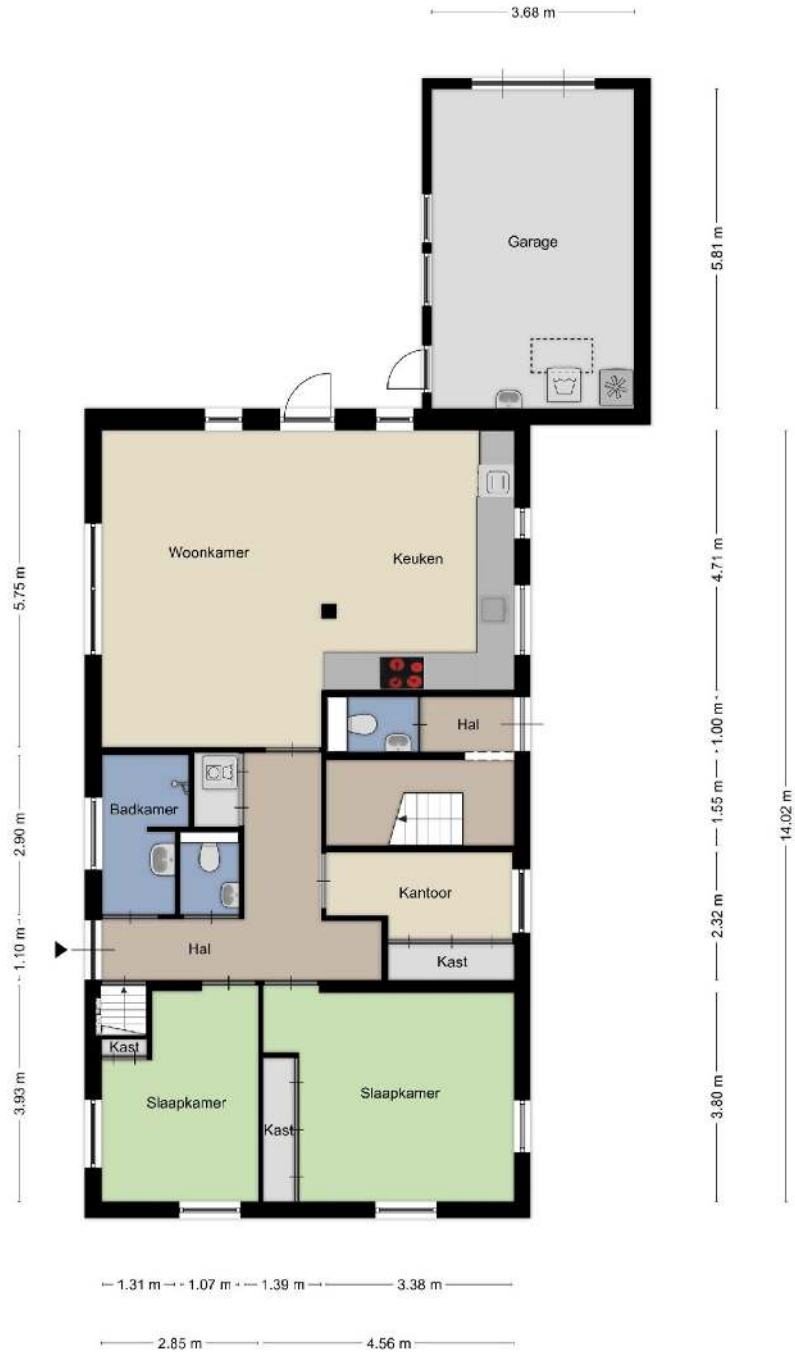 3.68 m
Garage
5.81 m
Woonkamer
Keuken
5.75 m
4.71 m
Hal
1.00 m
Badkamer
1.55 m
14.02 m
2.90 m
Kantoor
2.32 m
Hal
Kast
1.10 m
Kast
Slaapkamer
Slaapkamer
Kast
3.93 m
3.80 m
1.31 m
1.07 m
1.39 m
3.38 m
2.85 m
4.56 m